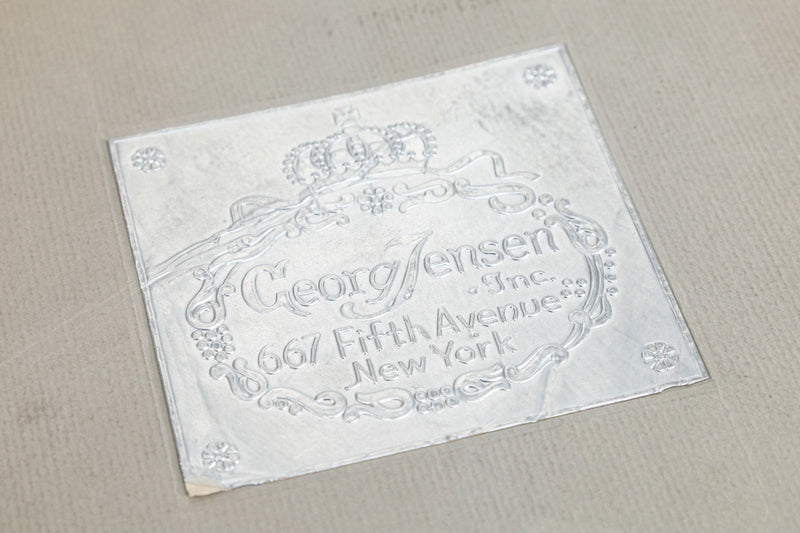 Georg Jensen
Inc.
667 Fifth Avenue
New York